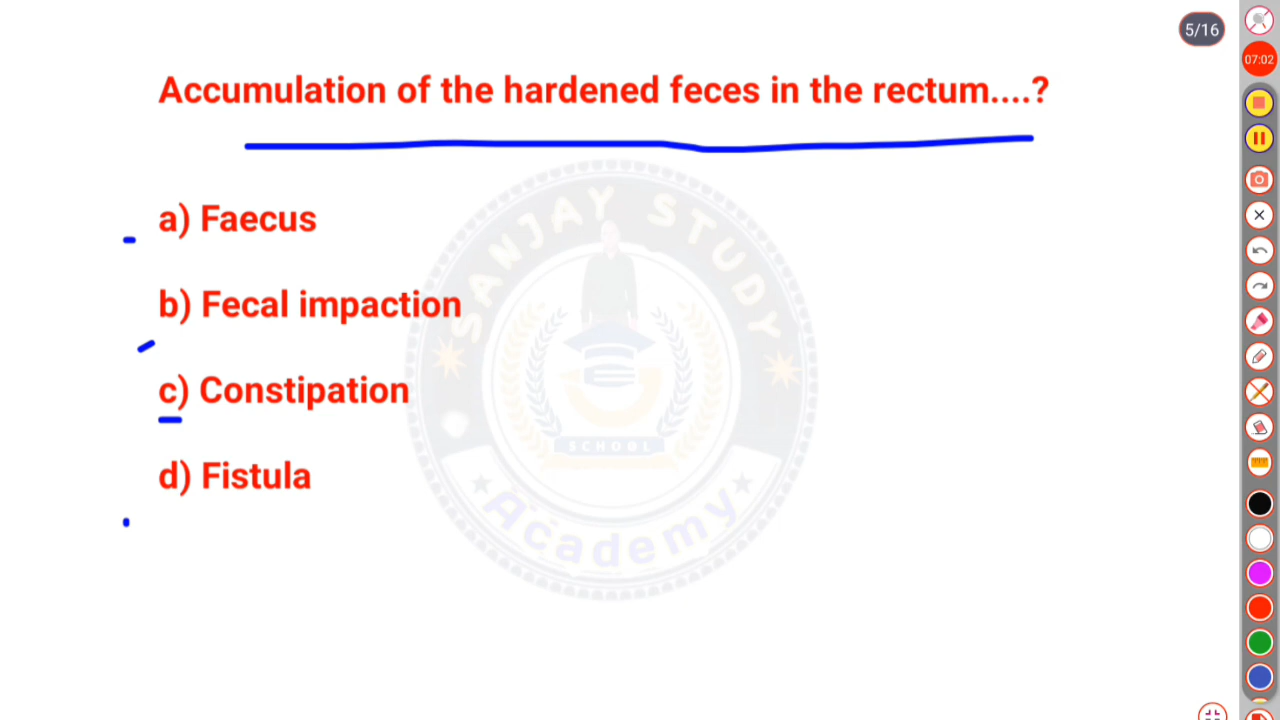 5/16
07:02
Accumulation of the hardened feces in the rectum....?
a) Faecus
b) Fecal impaction
c) Constipation
d) Fistula
SANJAY STUDY
SCHOOL
Academy